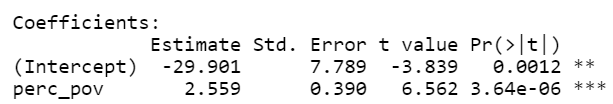 Coefficients:
Estimate Std. Error t value Pr(>|t|)
(Intercept) -29.901 7.789 -3.839 0.0012 **
perc_pov 2.559 0.390 6.562 3.64e-06 ***